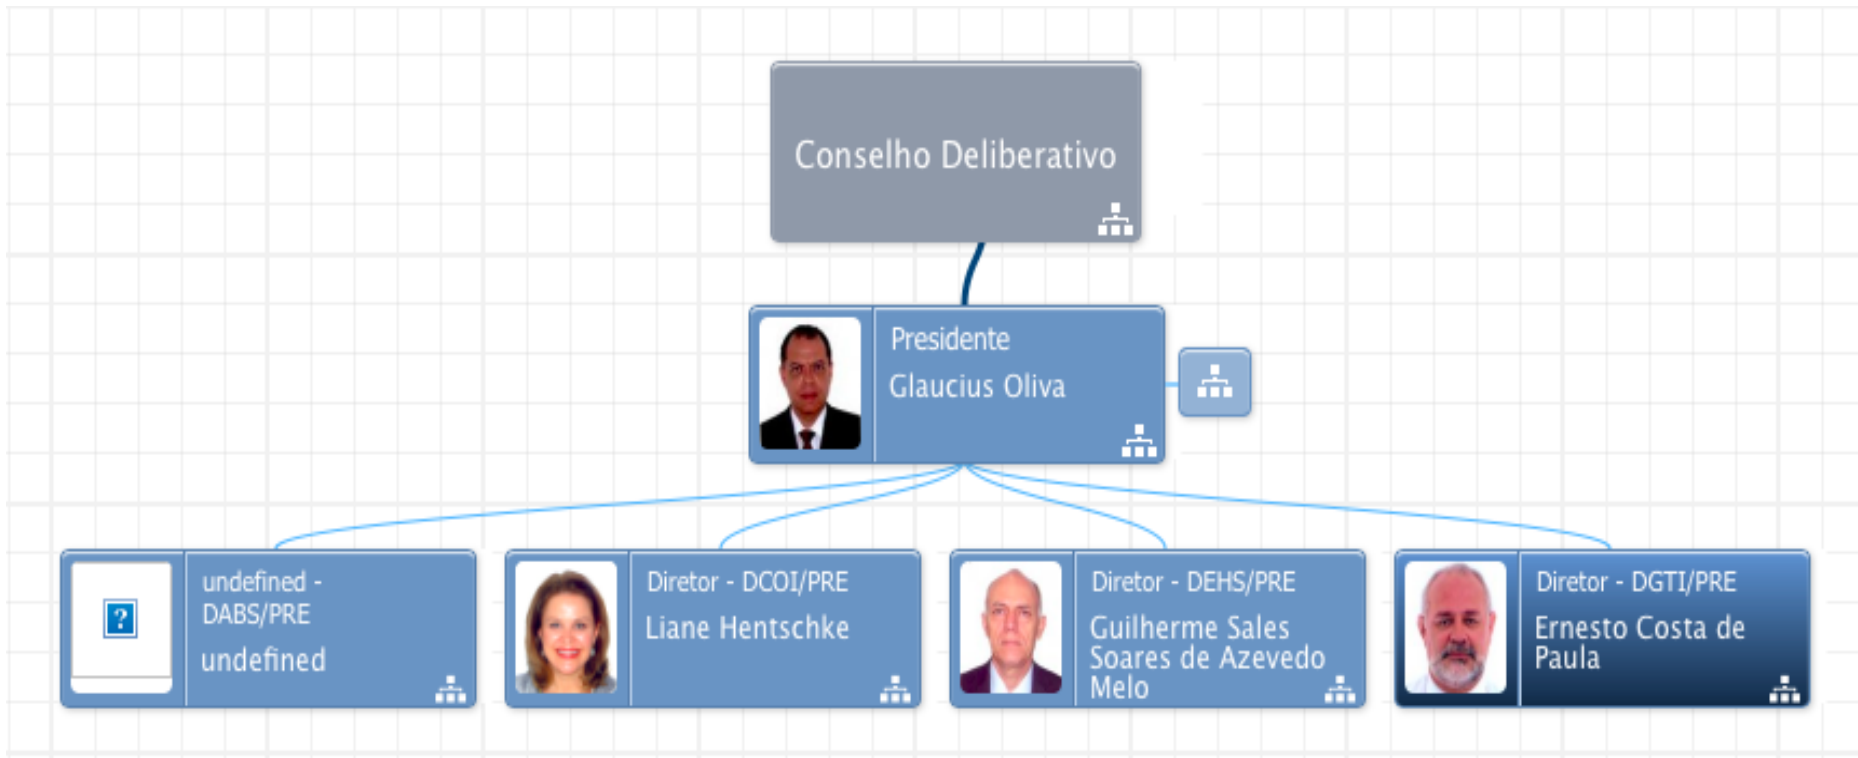 Conselho Deliberativo
Presidente
Glaucius Oliva
undefined -
DABS/PRE
undefined
Diretor - DCOI/PRE
Liane Hentschke
Diretor - DEHS/PRE
Guilherme Sales
Soares de Azevedo
Melo
Diretor - DGTI/PRE
Ernesto Costa de
Paula
?